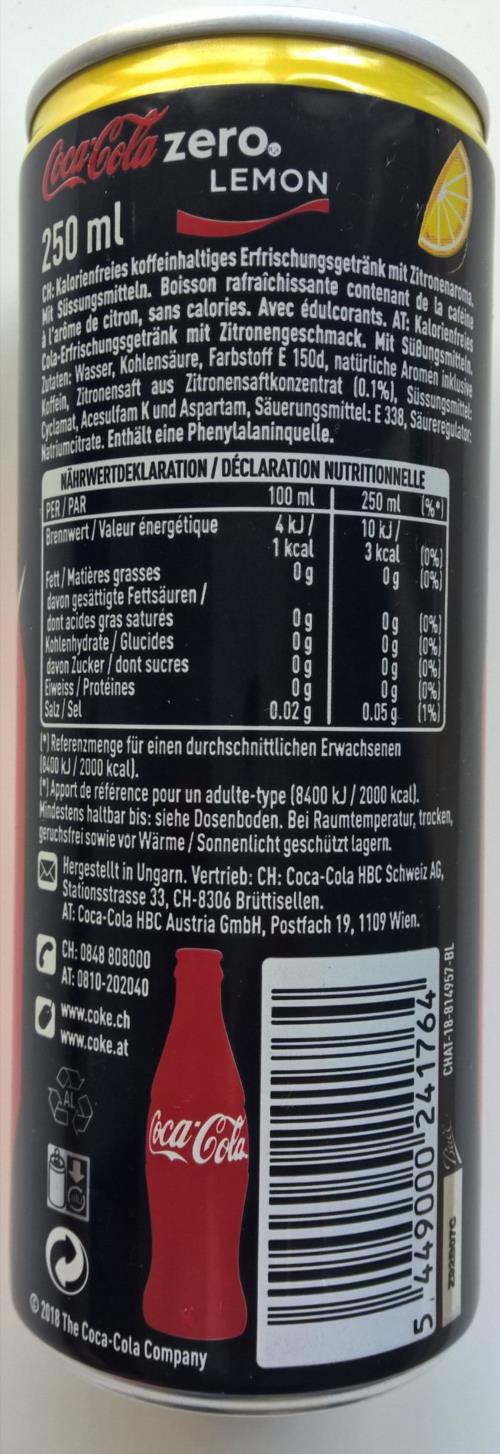 Coca-Cola zero®
LEMON
250 ml
CH: Kalorienfreies koffeinhaltiges Erfrischungsgetränk mit Zitronenaroma.
Mit Süssungsmitteln. Boisson rafraîchissante contenant de la caféine
à l'arôme de citron, sans calories. Avec édulcorants. AT: Kalorienfreies
Cola-Erfrischungsgetränk mit Zitronengeschmack. Mit Süßungsmitteln.
Zutaten: Wasser, Kohlensäure, Farbstoff E 150d, natürliche Aromen inklusive
Koffein, Zitronensaft aus Zitronensaftkonzentrat (0.1%), Süssungsmittel:
Cyclamat, Acesulfam K und Aspartam, Säuerungsmittel: E 338, Säureregulator:
Natriumcitrate. Enthält eine Phenylalaninquelle.
NÄHRWERTDEKLARATION / DÉCLARATION NUTRITIONNELLE
PER / PAR 100 ml 250 ml (%*)
Brennwert / Valeur énergétique 4 kJ / 10 kJ /
1 kcal 3 kcal (0%)
Fett / Matières grasses 0 g 0 g (0%)
davon gesättigte Fettsäuren /
dont acides gras saturés 0 g 0 g (0%)
Kohlenhydrate / Glucides 0 g 0 g (0%)
davon Zucker / dont sucres 0 g 0 g (0%)
Eiweiss / Protéines 0 g 0 g (0%)
Salz / Sel 0.02 g 0.05 g (1%)
(*) Referenzmenge für einen durchschnittlichen Erwachsenen
(8400 kJ / 2000 kcal).
(*) Apport de référence pour un adulte-type (8400 kJ / 2000 kcal).
Mindestens haltbar bis: siehe Dosenboden. Bei Raumtemperatur, trocken,
geruchsfrei sowie vor Wärme / Sonnenlicht geschützt lagern.
Hergestellt in Ungarn. Vertrieb: CH: Coca-Cola HBC Schweiz AG,
Stationsstrasse 33, CH-8306 Brüttisellen.
AT: Coca-Cola HBC Austria GmbH, Postfach 19, 1109 Wien.
CH: 0848 808000
AT: 0810-202040
www.coke.ch
www.coke.at
AL
Coca-Cola
© 2018 The Coca-Cola Company
5 449000 241764
CHAT-18-814957-BL